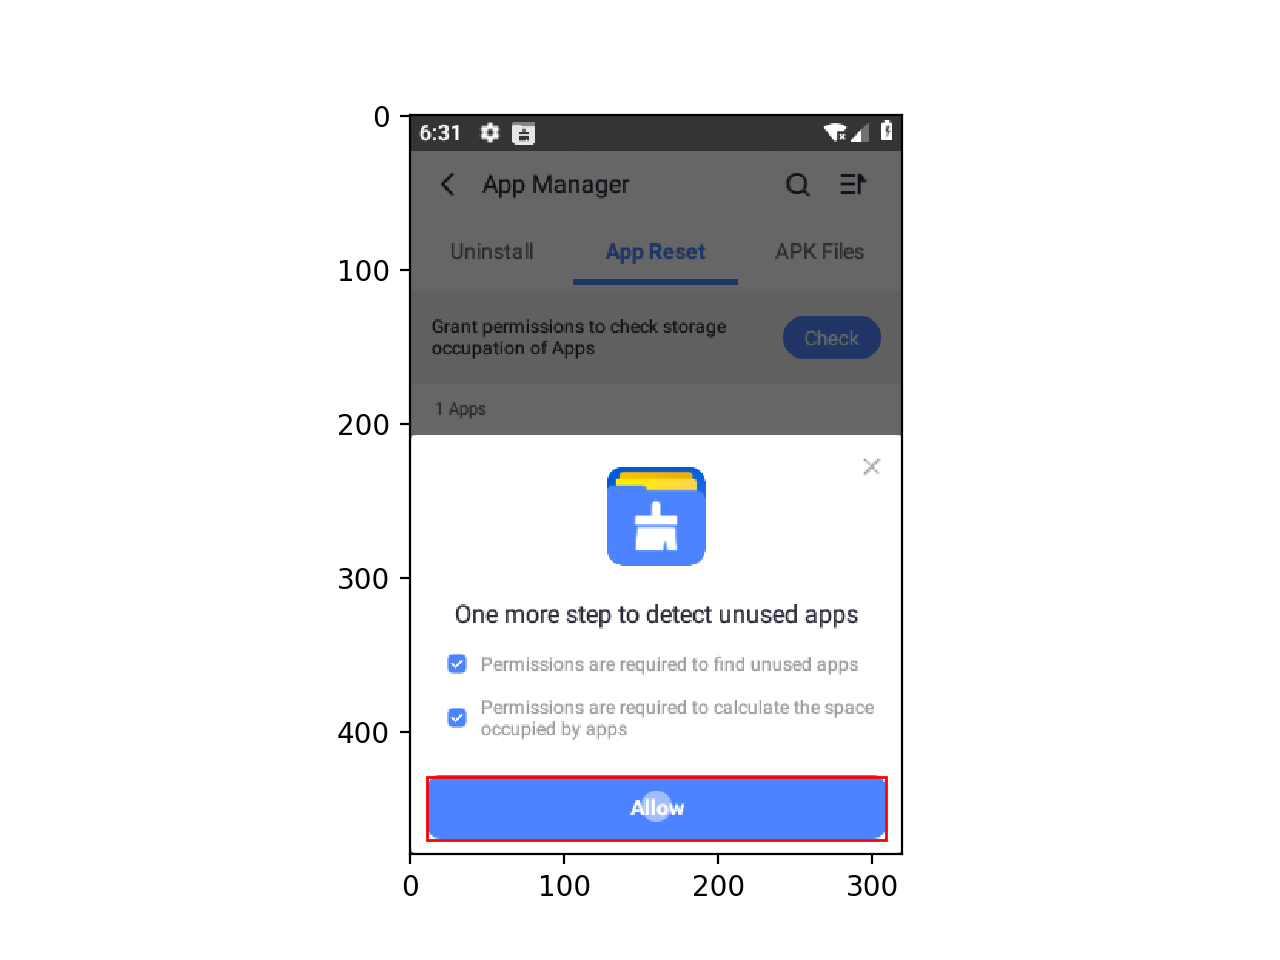 0
6:31
App Manager
Uninstall App Reset APK Files
100
Grant permissions to check storage
occupation of Apps
Check
200
1 Apps
300
One more step to detect unused apps
Permissions are required to find unused apps
Permissions are required to calculate the space
occupied by apps
400
Allow
0 100 200 300